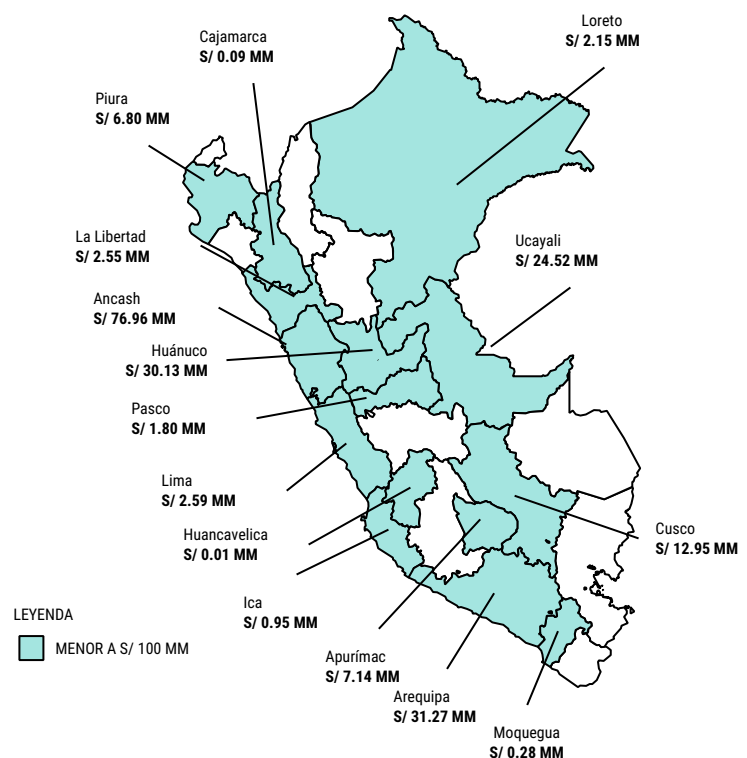 Cajamarca
S/ 0.09 MM
Loreto
S/ 2.15 MM
Piura
S/ 6.80 MM
La Libertad
S/ 2.55 MM
Ucayali
S/ 24.52 MM
Ancash
S/ 76.96 MM
Huánuco
S/ 30.13 MM
Pasco
S/ 1.80 MM
Lima
S/ 2.59 MM
Huancavelica
S/ 0.01 MM
Cusco
S/ 12.95 MM
Ica
S/ 0.95 MM
LEYENDA
MENOR A S/ 100 MM
Apurímac
S/ 7.14 MM
Arequipa
S/ 31.27 MM
Moquegua
S/ 0.28 MM